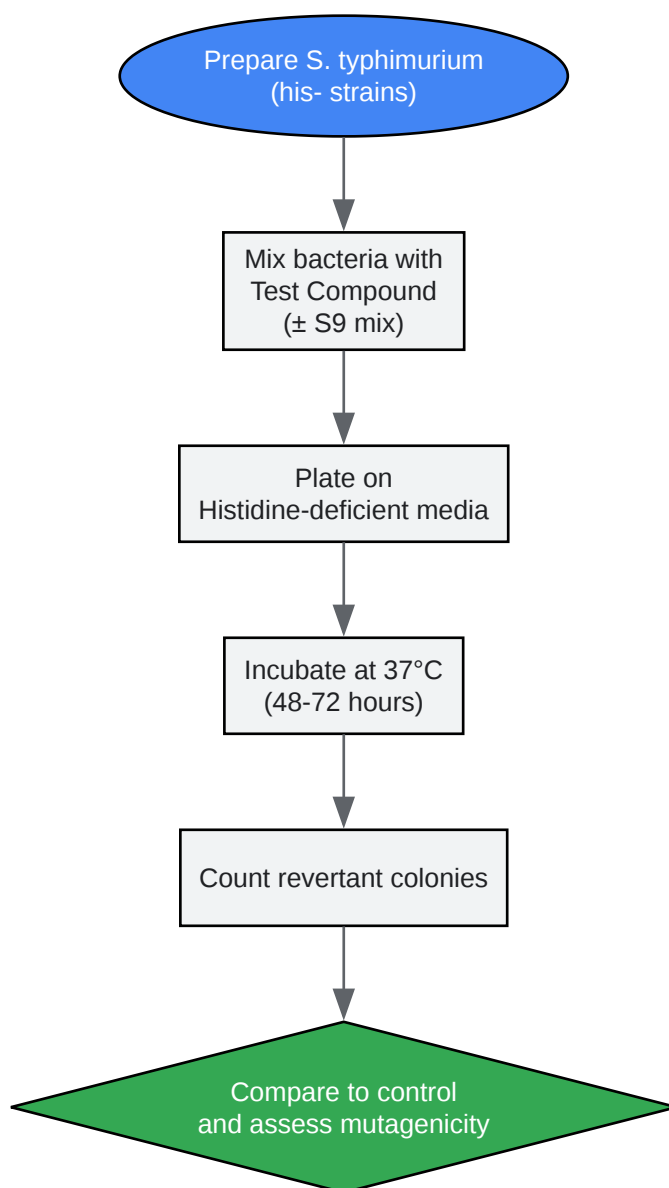 Prepare S. typhimurium
(his- strains)
Mix bacteria with
Test Compound
(± S9 mix)
Plate on
Histidine-deficient media
Incubate at 37°C
(48-72 hours)
Count revertant colonies
Compare to control
and assess mutagenicity